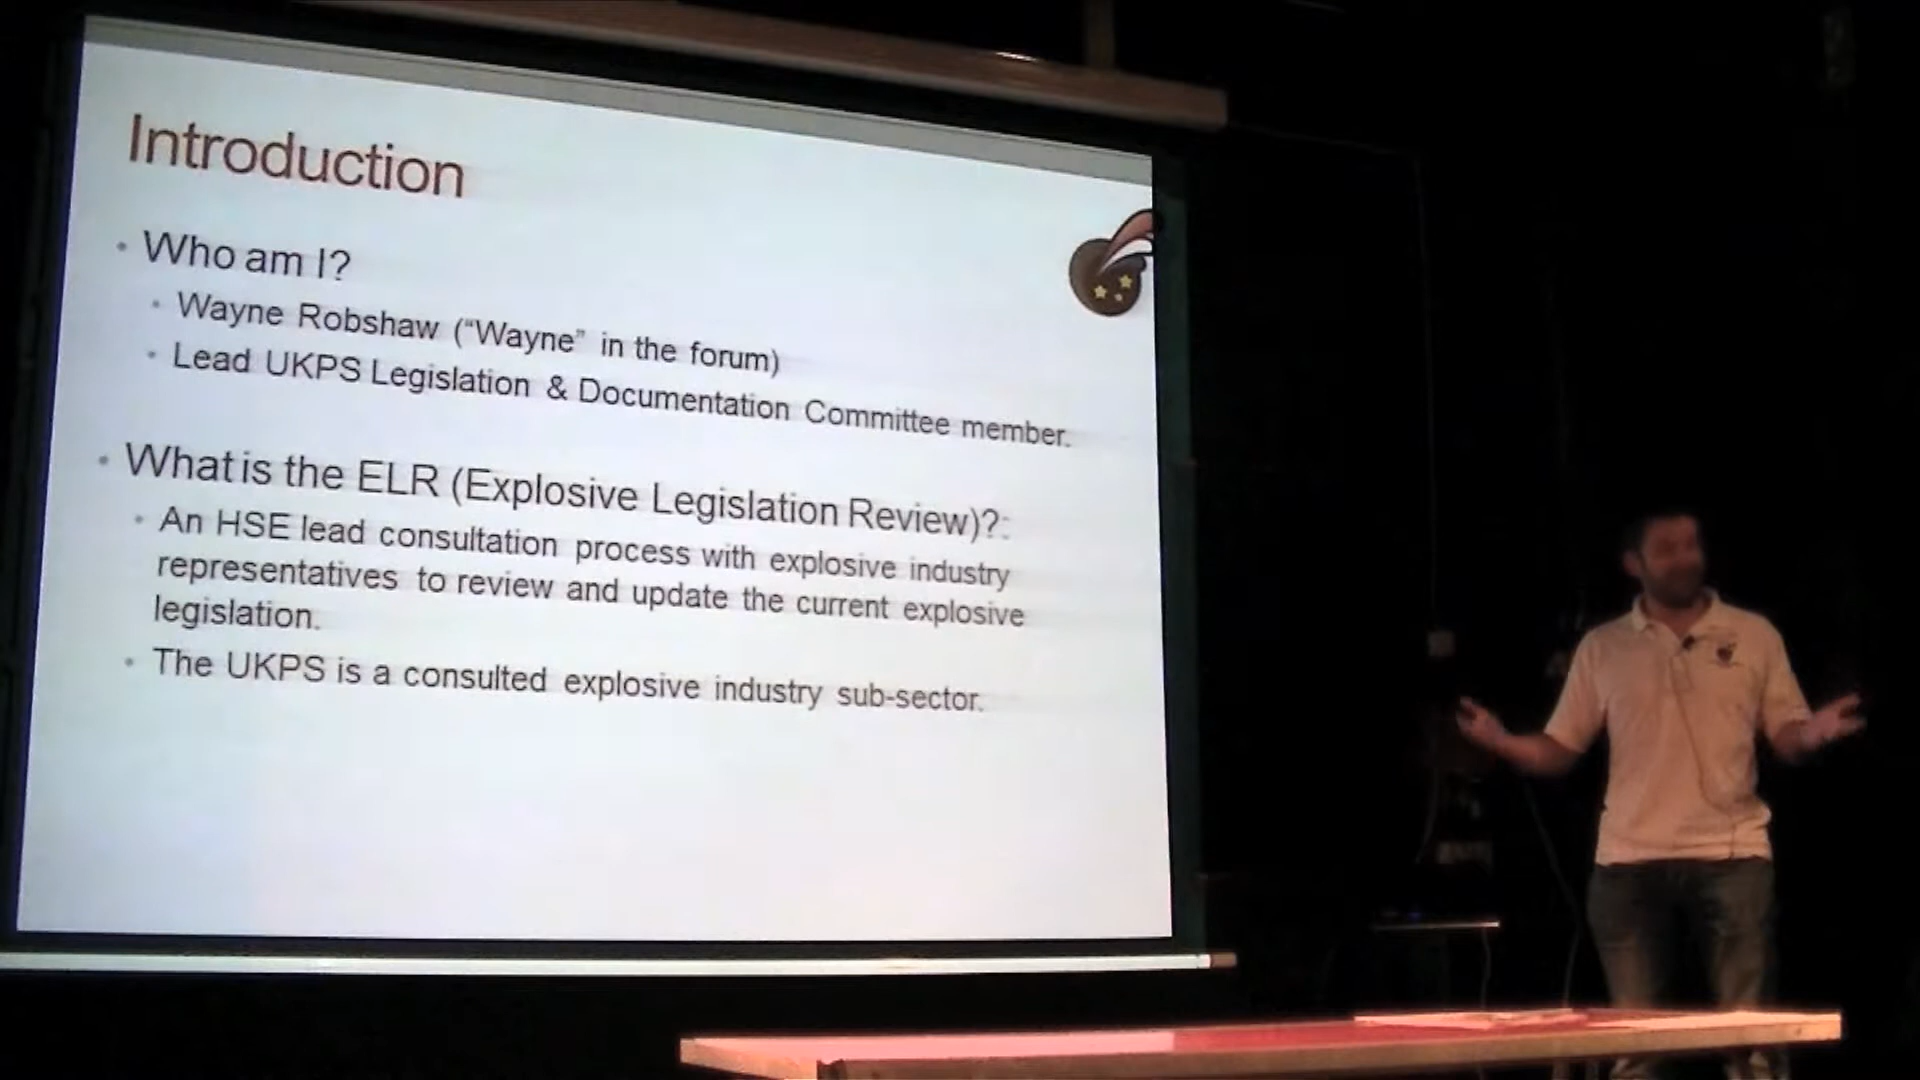 Introduction
• Who am I?
• Wayne Robshaw (“Wayne” in the forum)
• Lead UKPS Legislation & Documentation Committee member.
• What is the ELR (Explosive Legislation Review)?:
• An HSE lead consultation process with explosive industry
representatives to review and update the current explosive
legislation.
• The UKPS is a consulted explosive industry sub-sector.